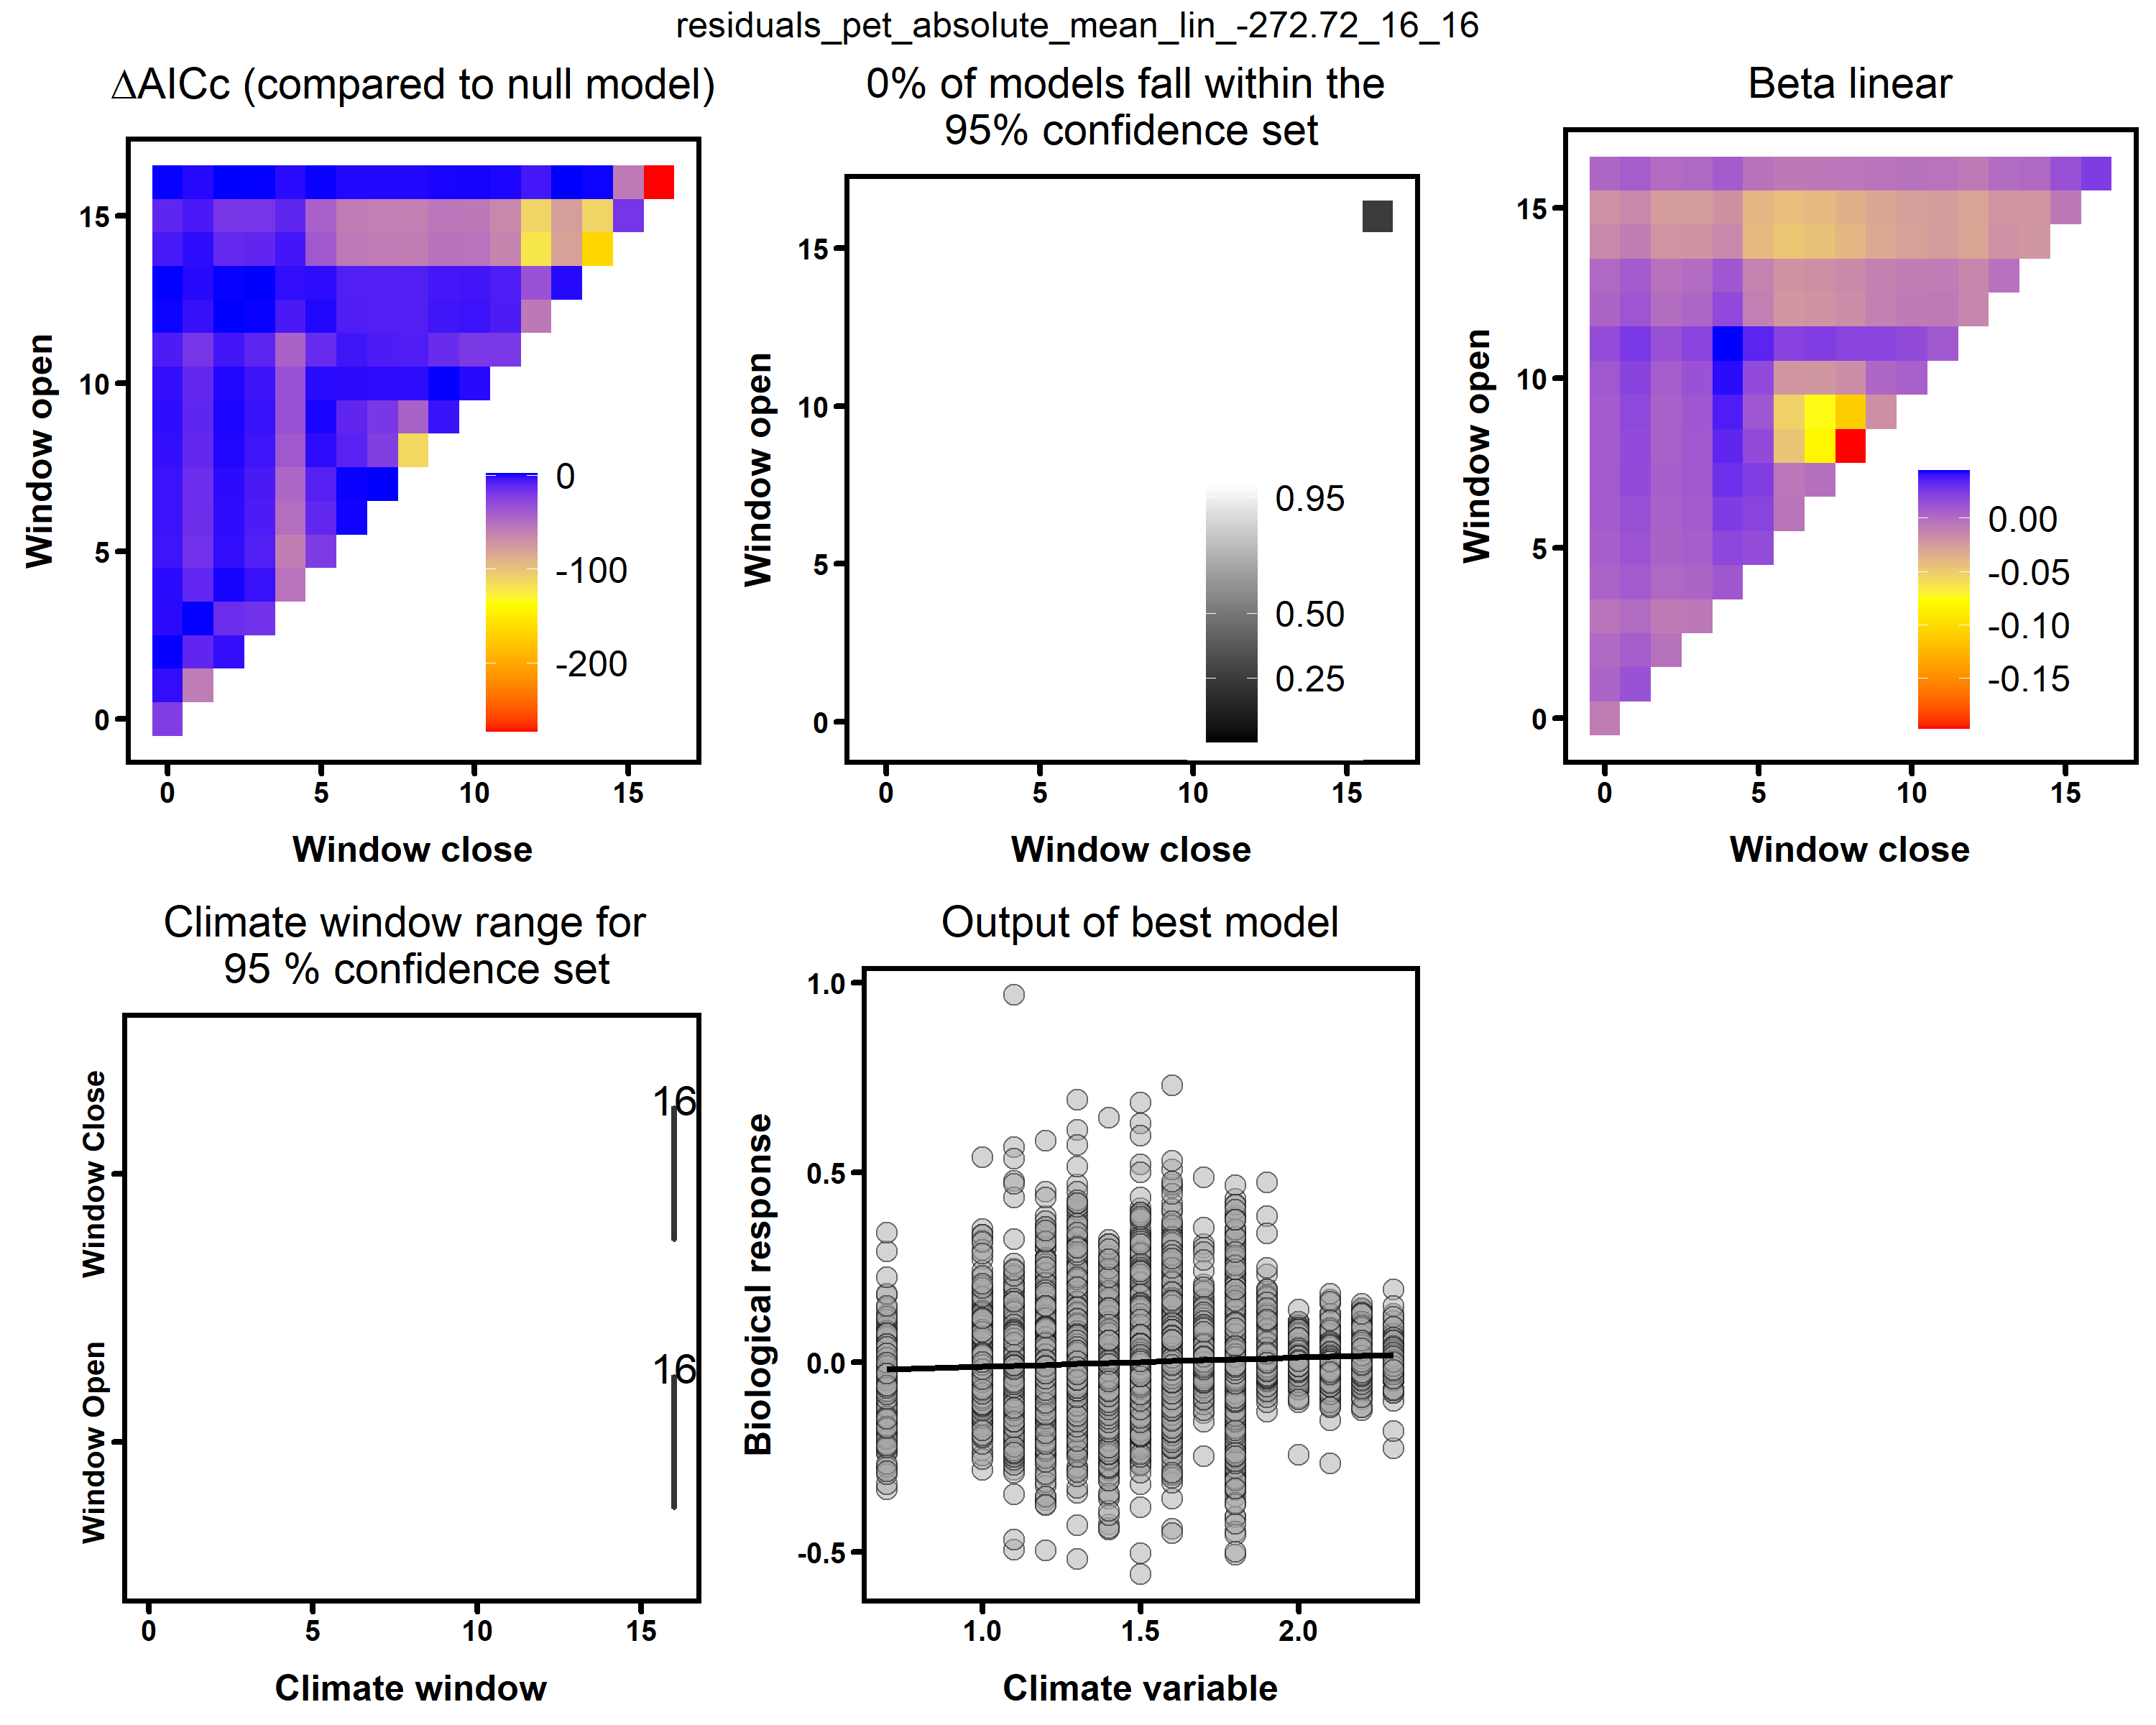 residuals_pet_absolute_mean_lin_-272.72_16_16
ΔAICc (compared to null model)
Window open
15
10
5
0
0
-100
-200
0 5 10 15
Window close
0% of models fall within the
95% confidence set
Window open
15
10
5
0
0.95
0.50
0.25
0 5 10 15
Window close
Beta linear
Window open
15
10
5
0
0.00
-0.05
-0.10
-0.15
0 5 10 15
Window close
Climate window range for
95 % confidence set
Window Close
16
Window Open
16
0 5 10 15
Climate window
Output of best model
Biological response
1.0
0.5
0.0
-0.5
1.0 1.5 2.0
Climate variable